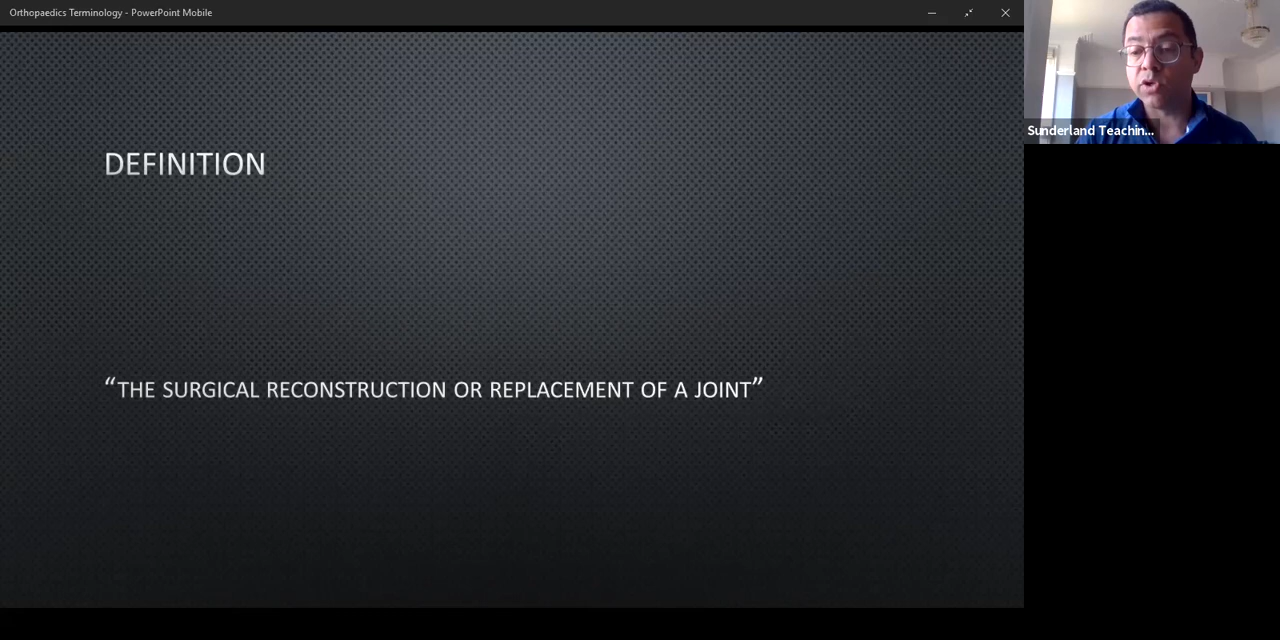 Orthopaedics Terminology - PowerPoint Mobile
Sunderland Teachin...
DEFINITION
“THE SURGICAL RECONSTRUCTION OR REPLACEMENT OF A JOINT”